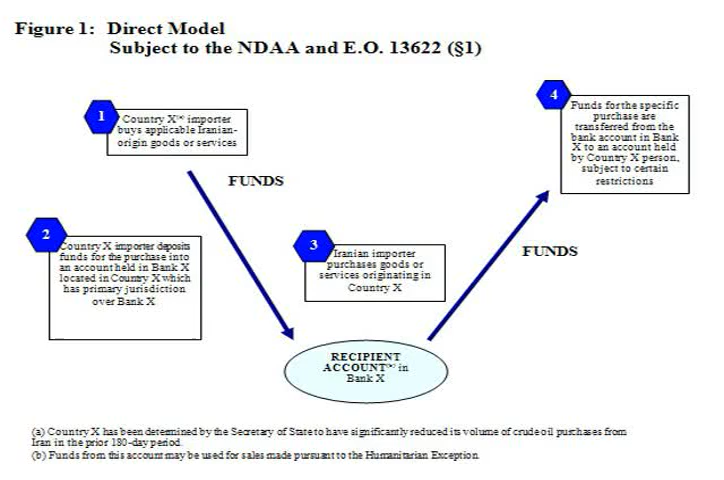 Figure 1: Direct Model
Subject to the NDAA and E.O. 13622 (§1)
1
Country X⁽ᵃ⁾ importer
buys applicable Iranian-
origin goods or services
FUNDS
2
Country X importer deposits
funds for the purchase into
an account held in Bank X
located in Country X which
has primary jurisdiction
over Bank X
3
Iranian importer
purchases goods or
services originating in
Country X
4
Funds for the specific
purchase are
transferred from the
bank account in Bank
X to an account held
by Country X person,
subject to certain
restrictions
FUNDS
RECIPIENT
ACCOUNT⁽ᵇ⁾ in
Bank X
(a) Country X has been determined by the Secretary of State to have significantly reduced its volume of crude oil purchases from
Iran in the prior 180-day period.
(b) Funds from this account may be used for sales made pursuant to the Humanitarian Exception.